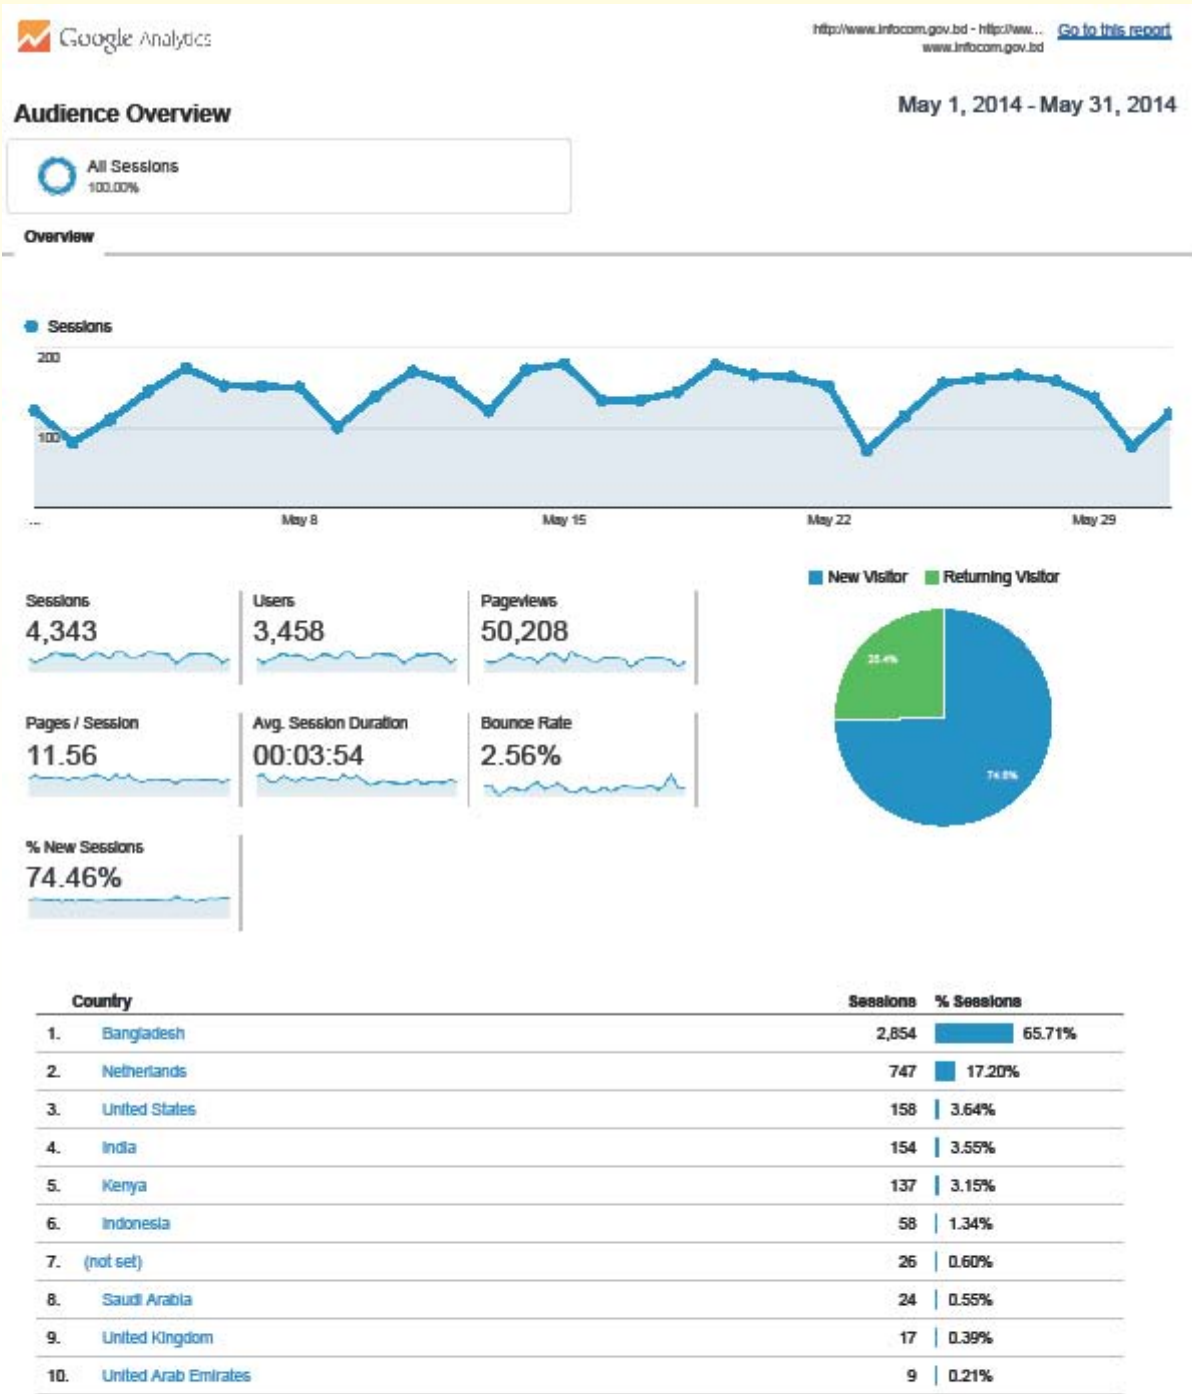 Google Analytics
http://www.infocom.gov.bd - http://ww...
www.infocom.gov.bd
Go to this report
Audience Overview
May 1, 2014 - May 31, 2014
All Sessions
100.00%
Overview
Sessions
200
100
...
May 8
May 15
May 22
May 29
Sessions
4,343
Users
3,458
Pageviews
50,208
Pages / Session
11.56
Avg. Session Duration
00:03:54
Bounce Rate
2.56%
% New Sessions
74.46%
New Visitor
Returning Visitor
25.4%
74.6%
Country Sessions % Sessions
1. Bangladesh 2,854 65.71%
2. Netherlands 747 17.20%
3. United States 158 3.64%
4. India 154 3.55%
5. Kenya 137 3.15%
6. Indonesia 58 1.34%
7. (not set) 26 0.60%
8. Saudi Arabia 24 0.55%
9. United Kingdom 17 0.39%
10. United Arab Emirates 9 0.21%